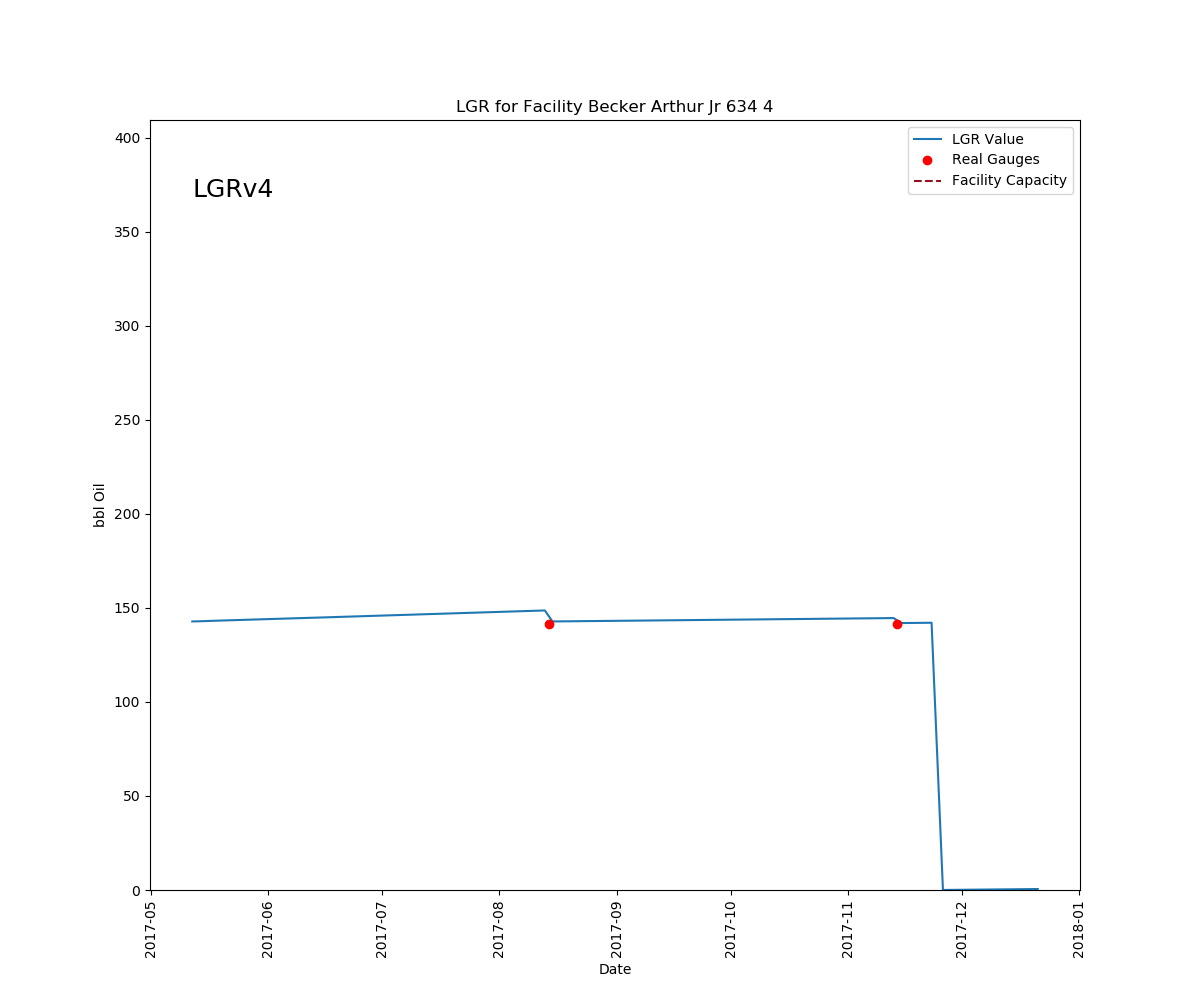 LGR for Facility Becker Arthur Jr 634 4
LGRv4
LGR Value
Real Gauges
Facility Capacity
bbl Oil
400
350
300
250
200
150
100
50
0
2017-05
2017-06
2017-07
2017-08
2017-09
2017-10
2017-11
2017-12
2018-01
Date